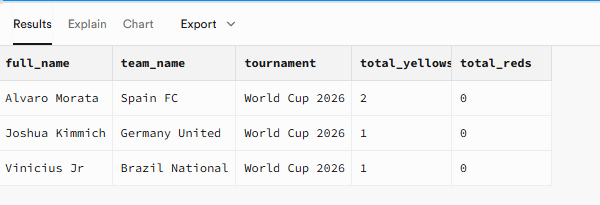 Results Explain Chart Export
full_name team_name tournament total_yellows total_reds
Alvaro Morata Spain FC World Cup 2026 2 0
Joshua Kimmich Germany United World Cup 2026 1 0
Vinicius Jr Brazil National World Cup 2026 1 0